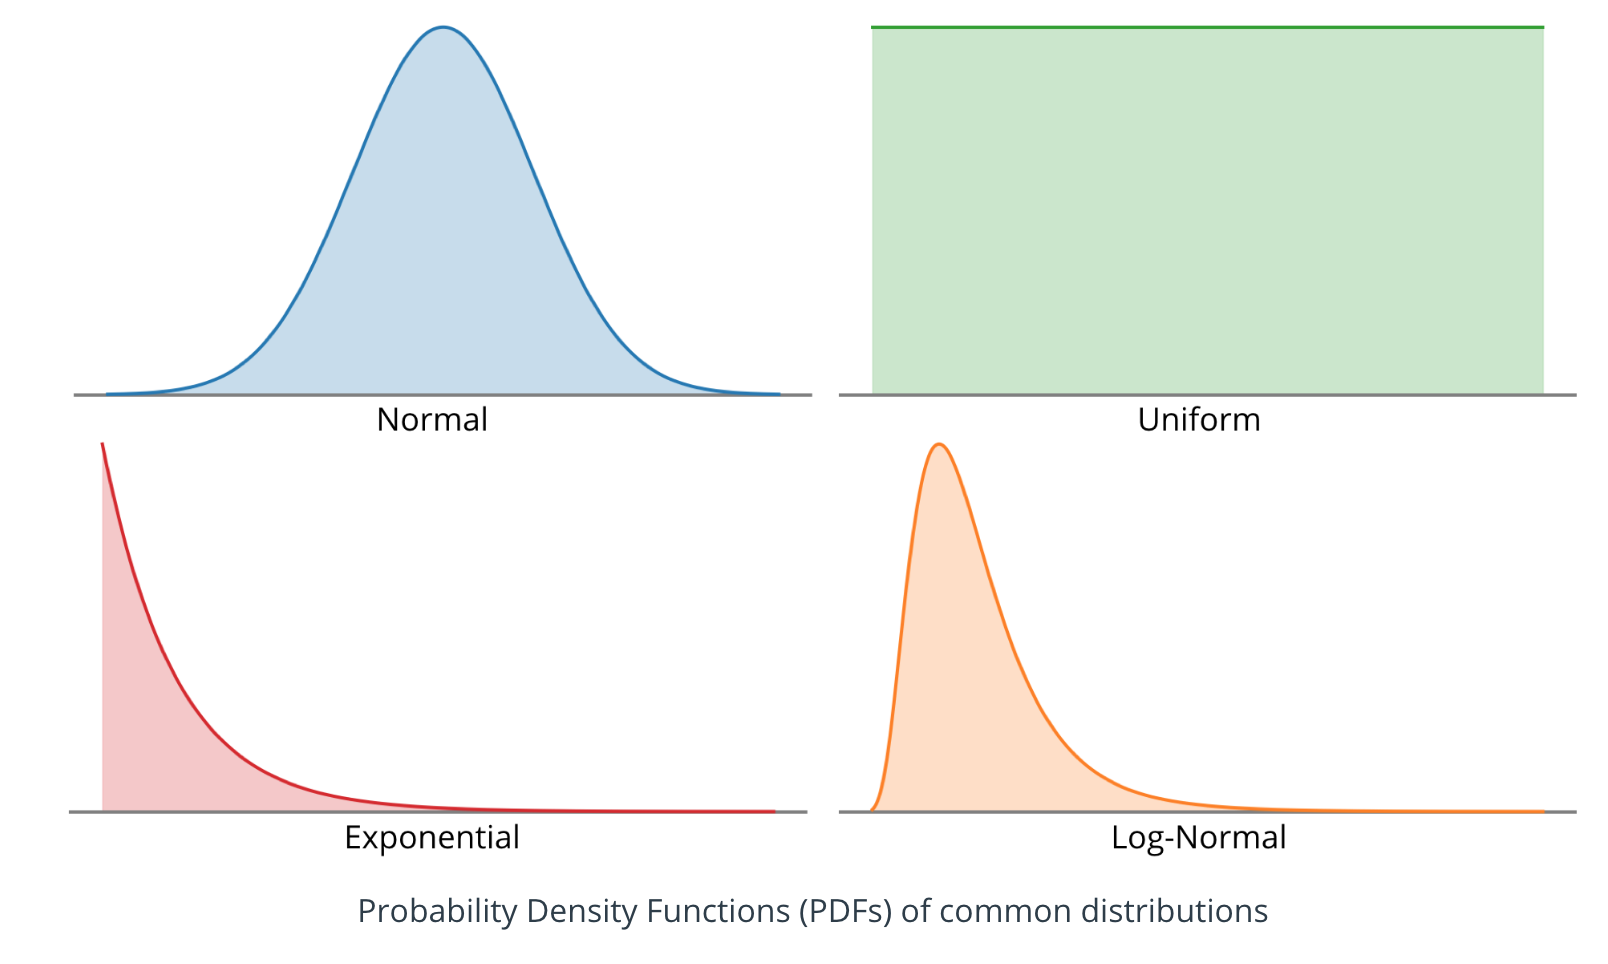 Normal
Uniform
Exponential
Log-Normal
Probability Density Functions (PDFs) of common distributions